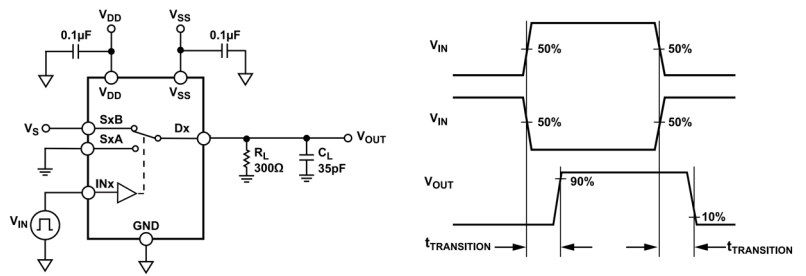 VDD
VSS
0.1µF
0.1µF
VDD
VSS
VS
SxB
Dx
VOUT
SxA
RL
300Ω
CL
35pF
INx
VIN
GND
VIN
50%
50%
VIN
50%
50%
VOUT
90%
10%
tTRANSITION
tTRANSITION